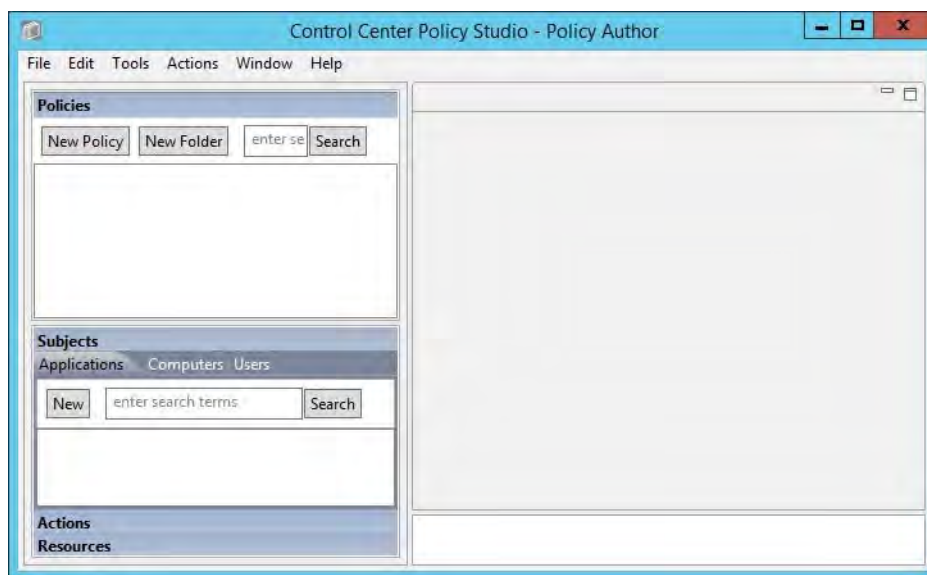 Control Center Policy Studio - Policy Author
File Edit Tools Actions Window Help
Policies
New Policy New Folder enter se Search
Subjects
Applications Computers Users
New enter search terms Search
Actions
Resources